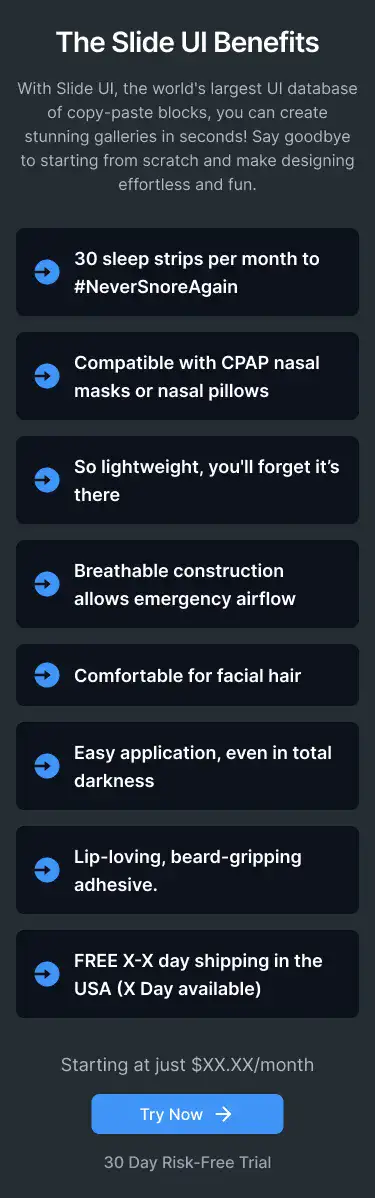 The Slide UI Benefits
With Slide UI, the world's largest UI database
of copy-paste blocks, you can create
stunning galleries in seconds! Say goodbye
to starting from scratch and make designing
effortless and fun.
30 sleep strips per month to
#NeverSnoreAgain
Compatible with CPAP nasal
masks or nasal pillows
So lightweight, you'll forget it’s
there
Breathable construction
allows emergency airflow
Comfortable for facial hair
Easy application, even in total
darkness
Lip-loving, beard-gripping
adhesive.
FREE X-X day shipping in the
USA (X Day available)
Starting at just $XX.XX/month
Try Now
30 Day Risk-Free Trial